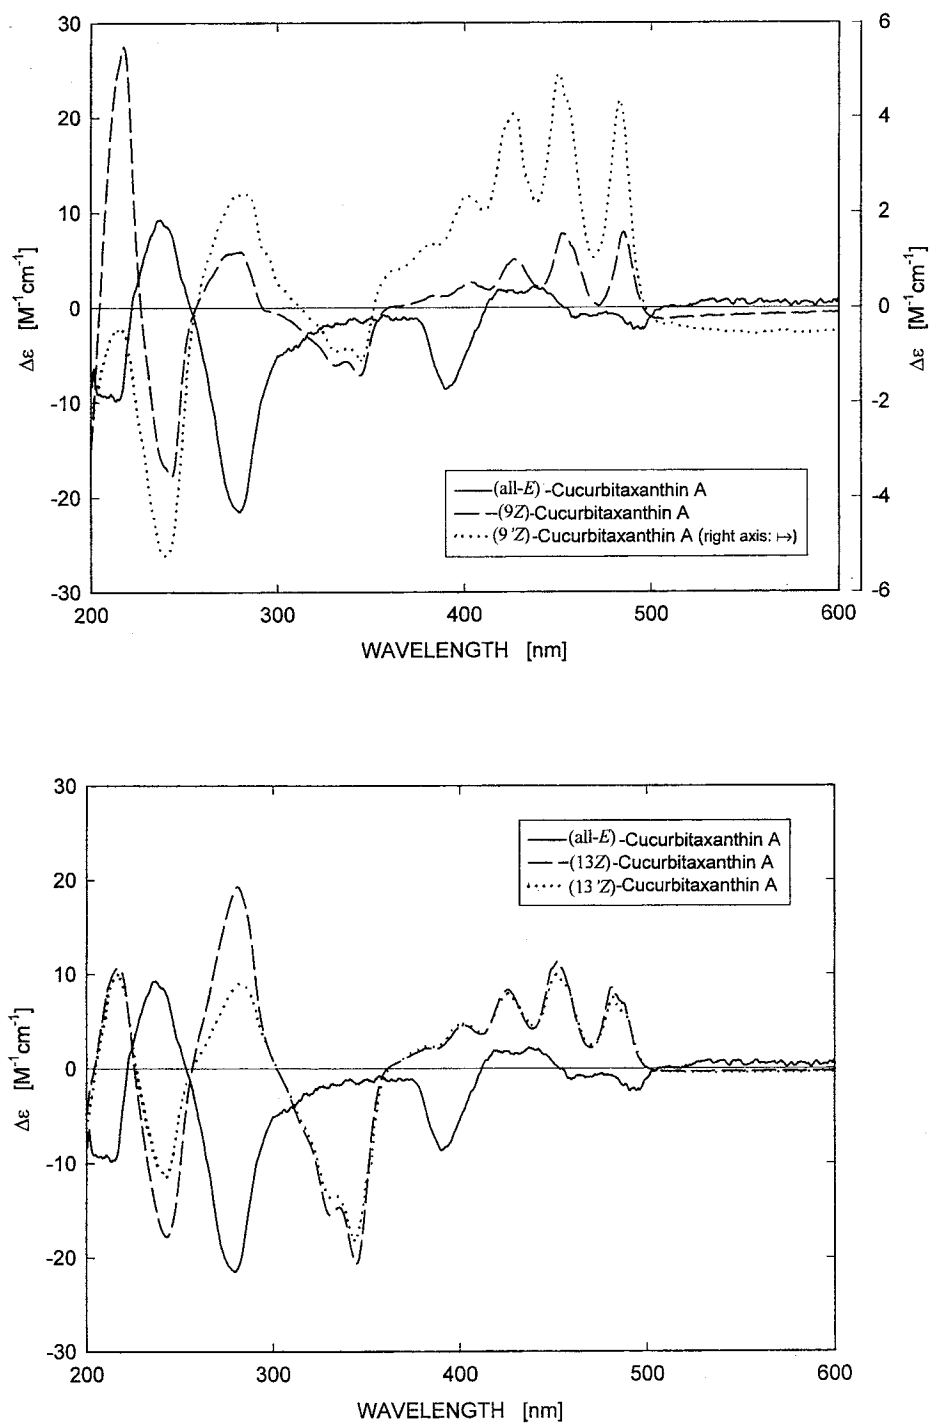 30
20
10
0
-10
-20
-30
6
4
2
0
-2
-4
-6
Δε [M⁻¹cm⁻¹]
Δε [M⁻¹cm⁻¹]
(all-E) -Cucurbitaxanthin A
(9Z)-Cucurbitaxanthin A
(9'Z)-Cucurbitaxanthin A (right axis: ↦)
200 300 400 500 600
WAVELENGTH [nm]
30
20
10
0
-10
-20
-30
Δε [M⁻¹cm⁻¹]
(all-E) -Cucurbitaxanthin A
(13Z)-Cucurbitaxanthin A
(13'Z)-Cucurbitaxanthin A
200 300 400 500 600
WAVELENGTH [nm]